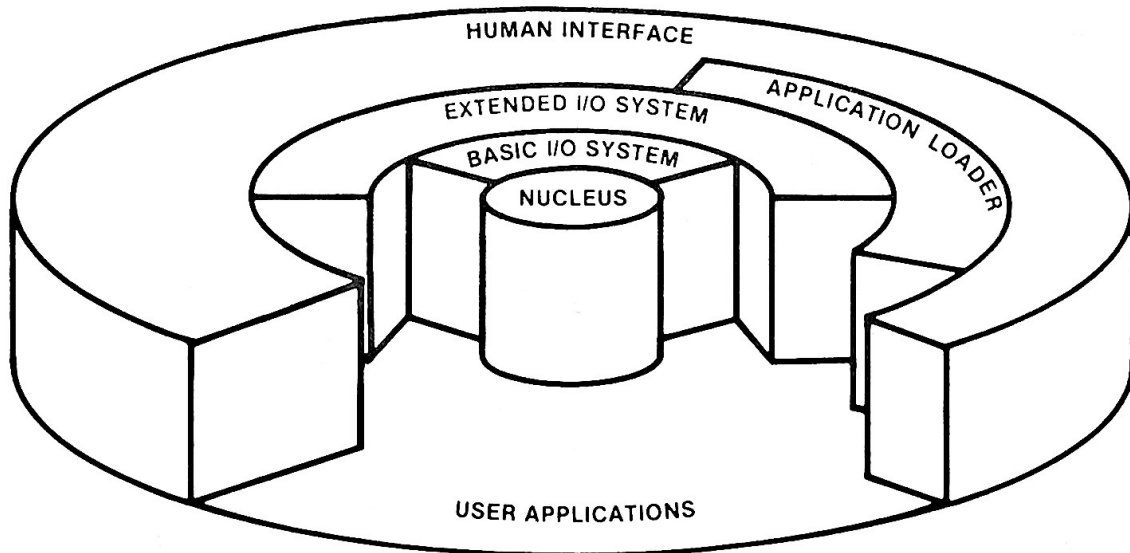 HUMAN INTERFACE
APPLICATION LOADER
EXTENDED I/O SYSTEM
BASIC I/O SYSTEM
NUCLEUS
USER APPLICATIONS